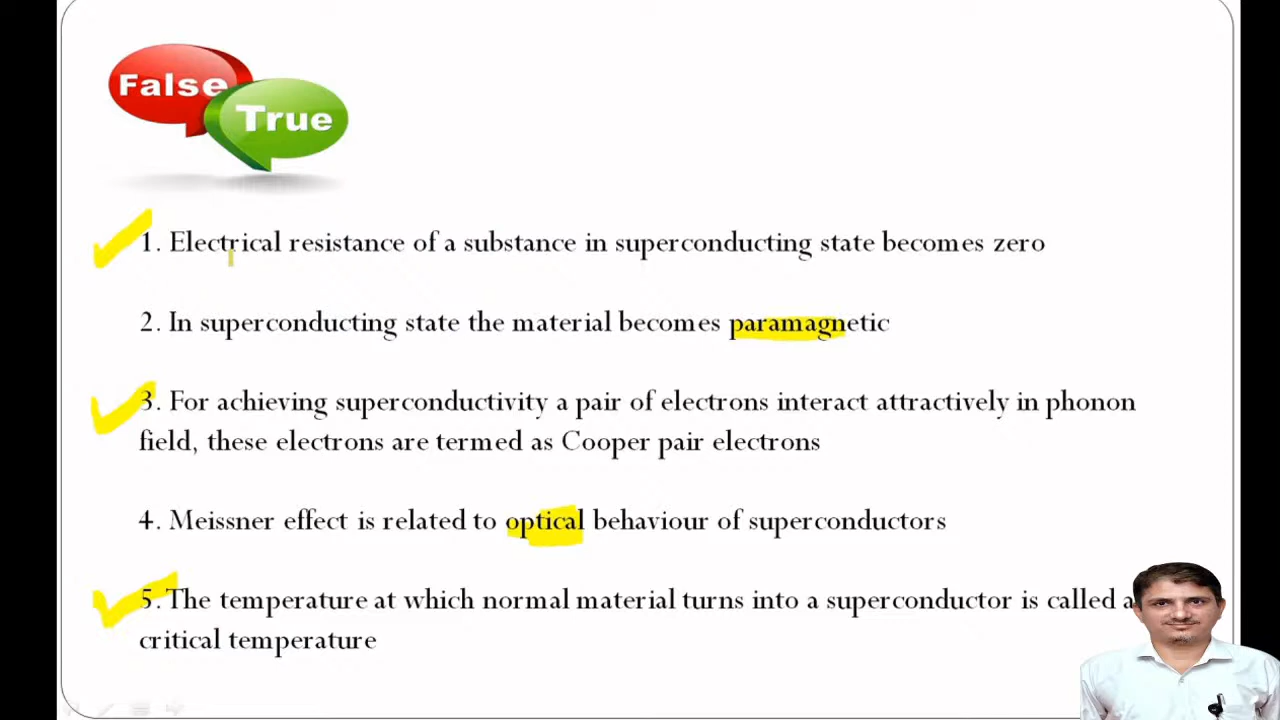 False
True
1. Electrical resistance of a substance in superconducting state becomes zero
2. In superconducting state the material becomes paramagnetic
3. For achieving superconductivity a pair of electrons interact attractively in phonon
field, these electrons are termed as Cooper pair electrons
4. Meissner effect is related to optical behaviour of superconductors
5. The temperature at which normal material turns into a superconductor is called
critical temperature